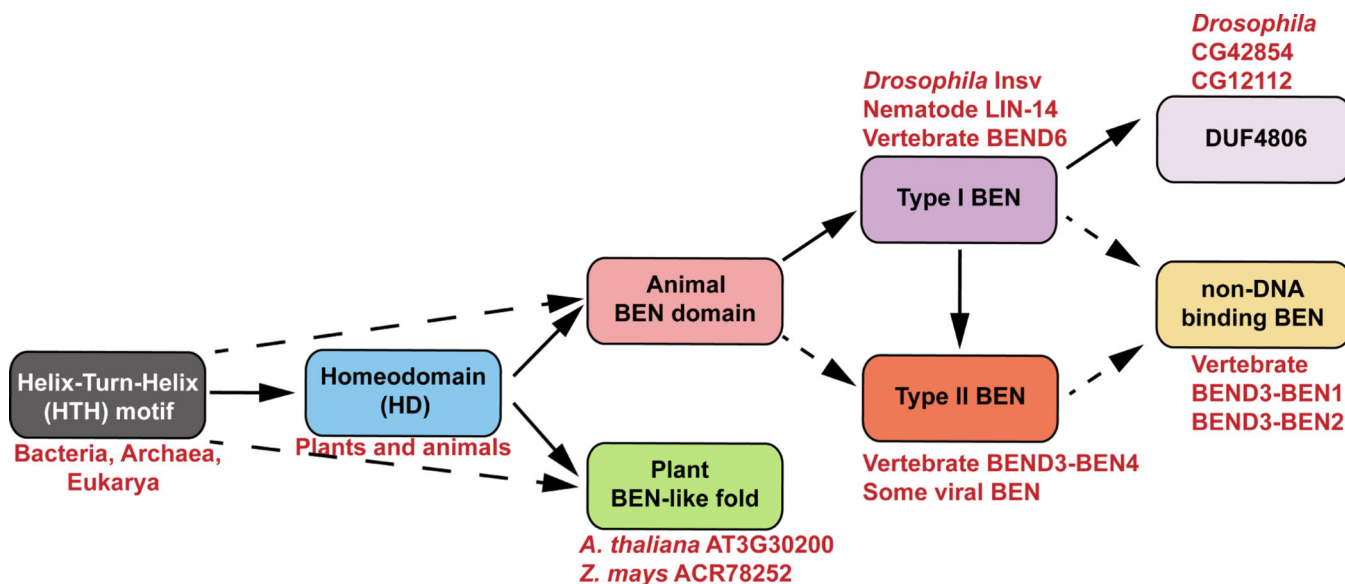 Helix-Turn-Helix
(HTH) motif
Bacteria, Archaea,
Eukarya
Homeodomain
(HD)
Plants and animals
Animal
BEN domain
Plant
BEN-like fold
A. thaliana AT3G30200
Z. mays ACR78252
Drosophila Insv
Nematode LIN-14
Vertebrate BEND6
Type I BEN
Type II BEN
Vertebrate BEND3-BEN4
Some viral BEN
Drosophila
CG42854
CG12112
DUF4806
non-DNA
binding BEN
Vertebrate
BEND3-BEN1
BEND3-BEN2